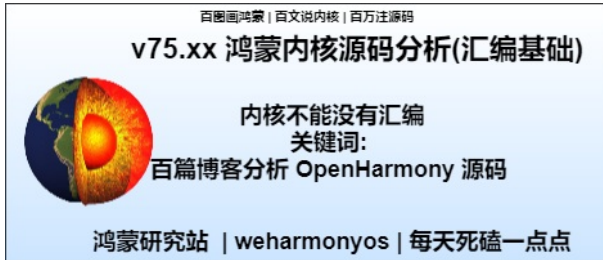 百图画鸿蒙 | 百文说内核 | 百万注源码
v75.xx 鸿蒙内核源码分析(汇编基础)
内核不能没有汇编
关键词:
百篇博客分析 OpenHarmony 源码
鸿蒙研究站 | weharmonyos | 每天死磕一点点